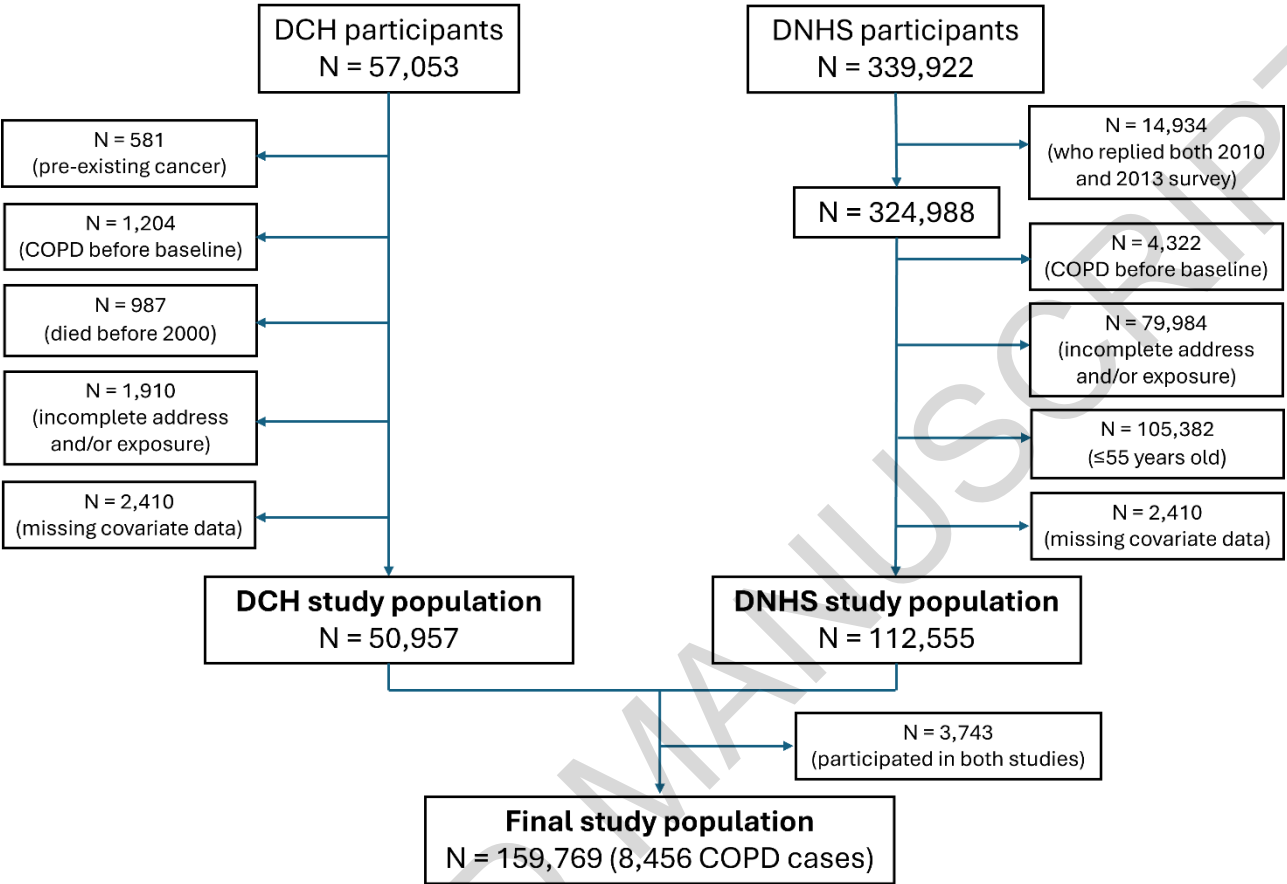 DCH participants
N = 57,053
N = 581
(pre-existing cancer)
N = 1,204
(COPD before baseline)
N = 987
(died before 2000)
N = 1,910
(incomplete address
and/or exposure)
N = 2,410
(missing covariate data)
DCH study population
N = 50,957
DNHS participants
N = 339,922
N = 14,934
(who replied both 2010
and 2013 survey)
N = 324,988
N = 4,322
(COPD before baseline)
N = 79,984
(incomplete address
and/or exposure)
N = 105,382
(≤55 years old)
N = 2,410
(missing covariate data)
DNHS study population
N = 112,555
N = 3,743
(participated in both studies)
Final study population
N = 159,769 (8,456 COPD cases)
D MANUSCRIPT